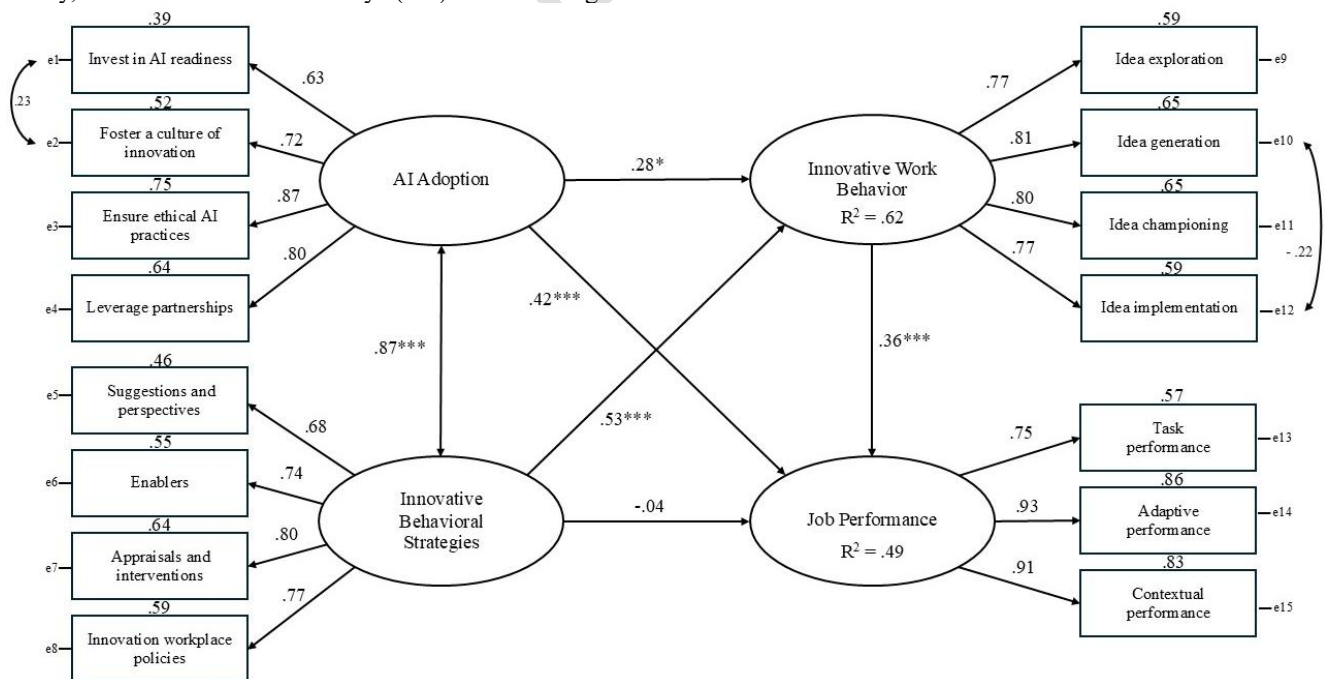 .39
Invest in AI readiness
e1
.63
.23
.52
Foster a culture of
innovation
e2
.72
.75
Ensure ethical AI
practices
e3
.87
.64
Leverage partnerships
e4
.80
AI Adoption
.28*
Innovative Work
Behavior
R² = .62
.59
Idea exploration
e9
.77
.65
Idea generation
e10
.81
.65
Idea championing
e11
.80
- .22
.59
Idea implementation
e12
.77
.42***
.87***
.53***
.36***
.46
Suggestions and
perspectives
e5
.68
.55
Enablers
e6
.74
.64
Appraisals and
interventions
e7
.80
.59
Innovation workplace
policies
e8
.77
Innovative
Behavioral
Strategies
-.04
Job Performance
R² = .49
.57
Task
performance
e13
.75
.86
Adaptive
performance
e14
.93
.83
Contextual
performance
e15
.91